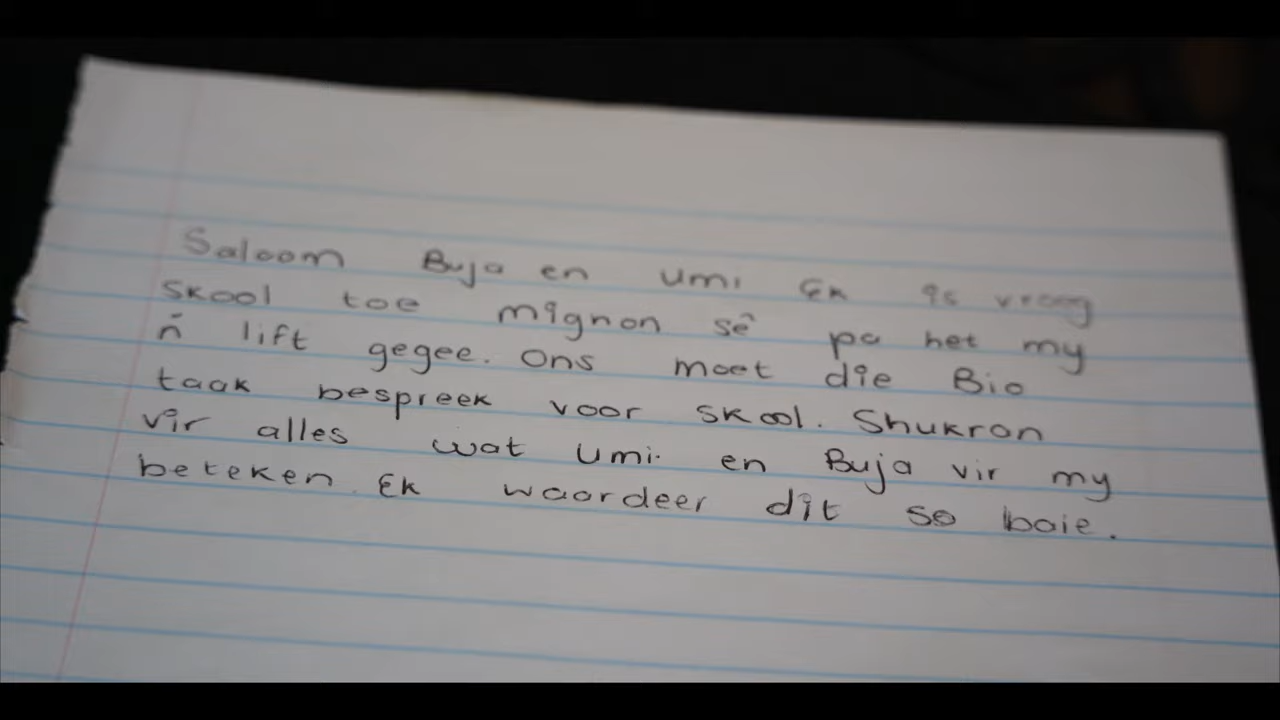 Saloom Buja en umi Ek is vroeg
skool toe mignon sê pa het my
ñ lift gegee. Ons moet die Bio
taak bespreek voor skool. Shukron
vir alles wat umi. en Buja vir my
beteken. Ek waardeer dit so baie.